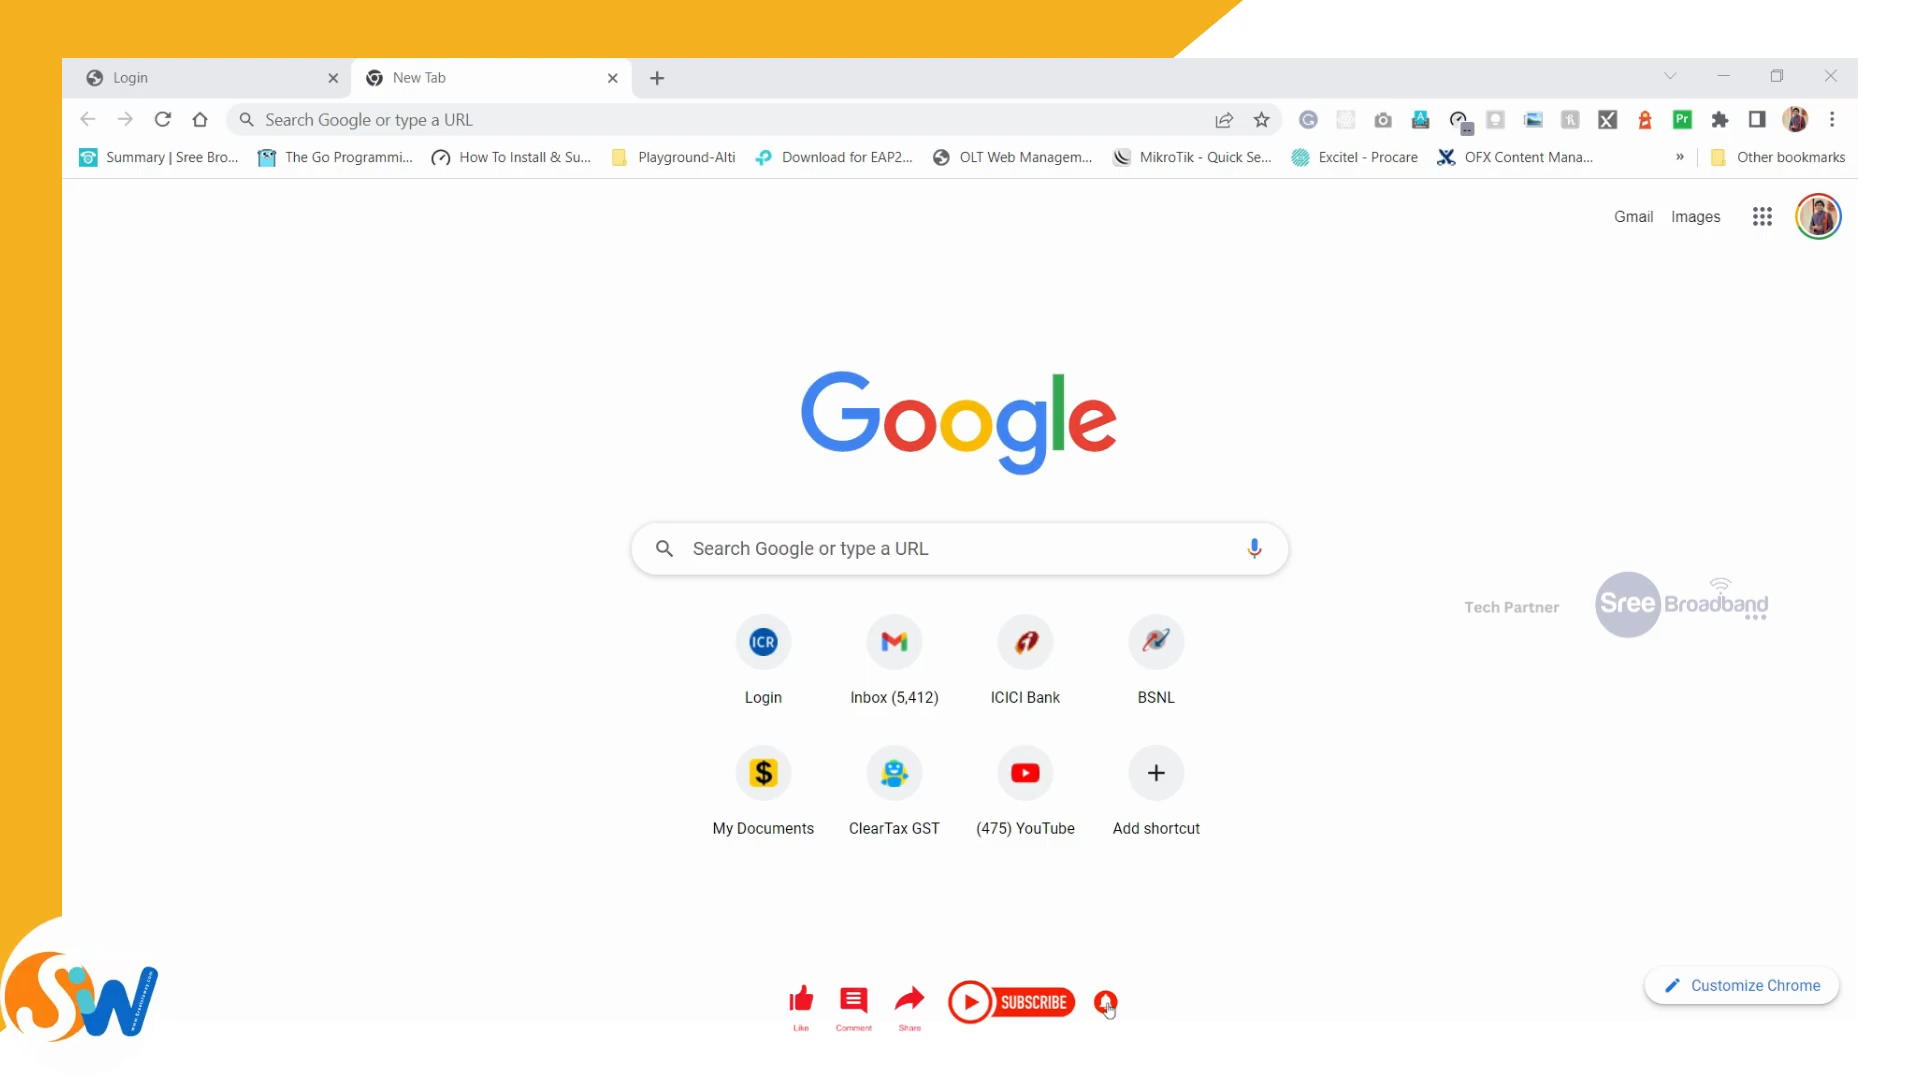 Login
New Tab
Search Google or type a URL
Pr
Summary | Sree Bro...
The Go Programmi...
How To Install & Su...
Playground-Alti
Download for EAP2...
OLT Web Managem...
MikroTik - Quick Se...
Excitel - Procare
OFX Content Mana...
»
Other bookmarks
Gmail
Images
Google
Search Google or type a URL
Tech Partner
Sree Broadband
ICR
Login
Inbox (5,412)
ICICI Bank
BSNL
$
My Documents
ClearTax GST
(475) YouTube
Add shortcut
Customize Chrome
SiW
SUBSCRIBE
Like
Comment
Share